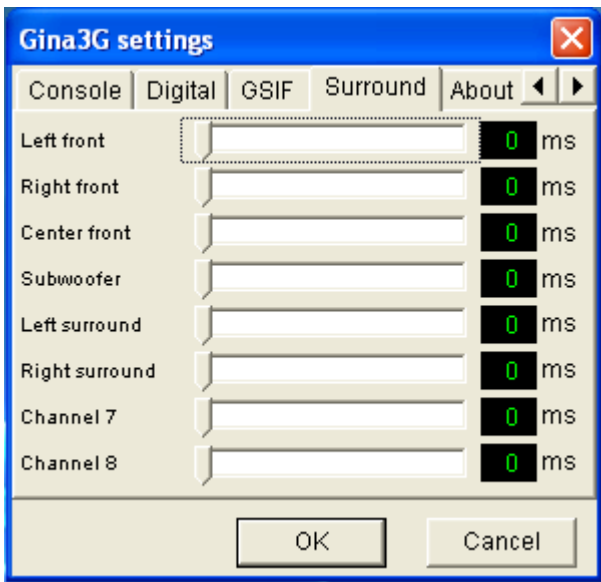 Gina3G settings
Console Digital GSIF Surround About
Left front 0 ms
Right front 0 ms
Center front 0 ms
Subwoofer 0 ms
Left surround 0 ms
Right surround 0 ms
Channel 7 0 ms
Channel 8 0 ms
OK Cancel